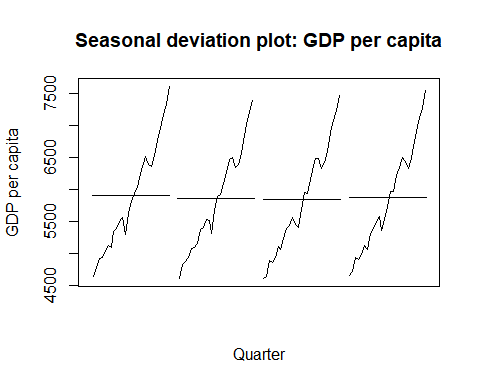 Seasonal deviation plot: GDP per capita
GDP per capita
7500
6500
5500
4500
Quarter